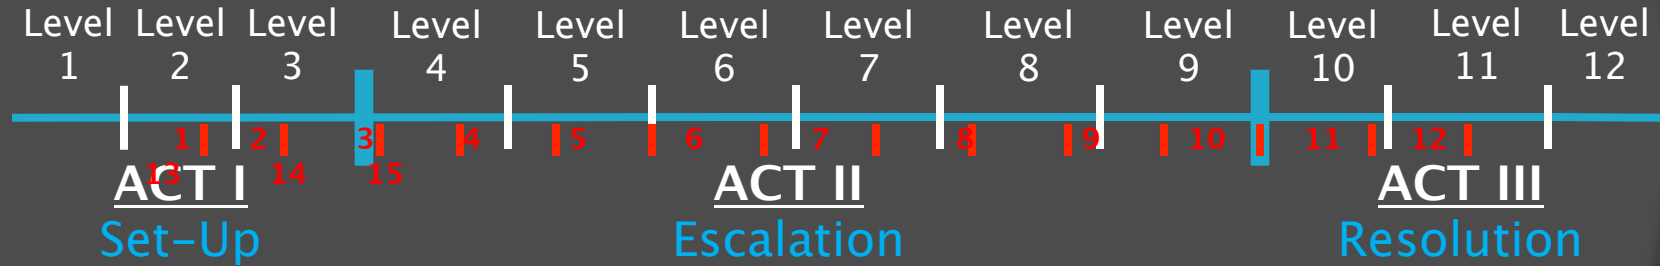 Level Level Level Level Level Level Level Level Level Level Level Level
1 2 3 4 5 6 7 8 9 10 11 12
1 2 3 4 5 6 7 8 9 10 11 12
13 14 15
ACT I ACT II ACT III
Set-Up Escalation Resolution